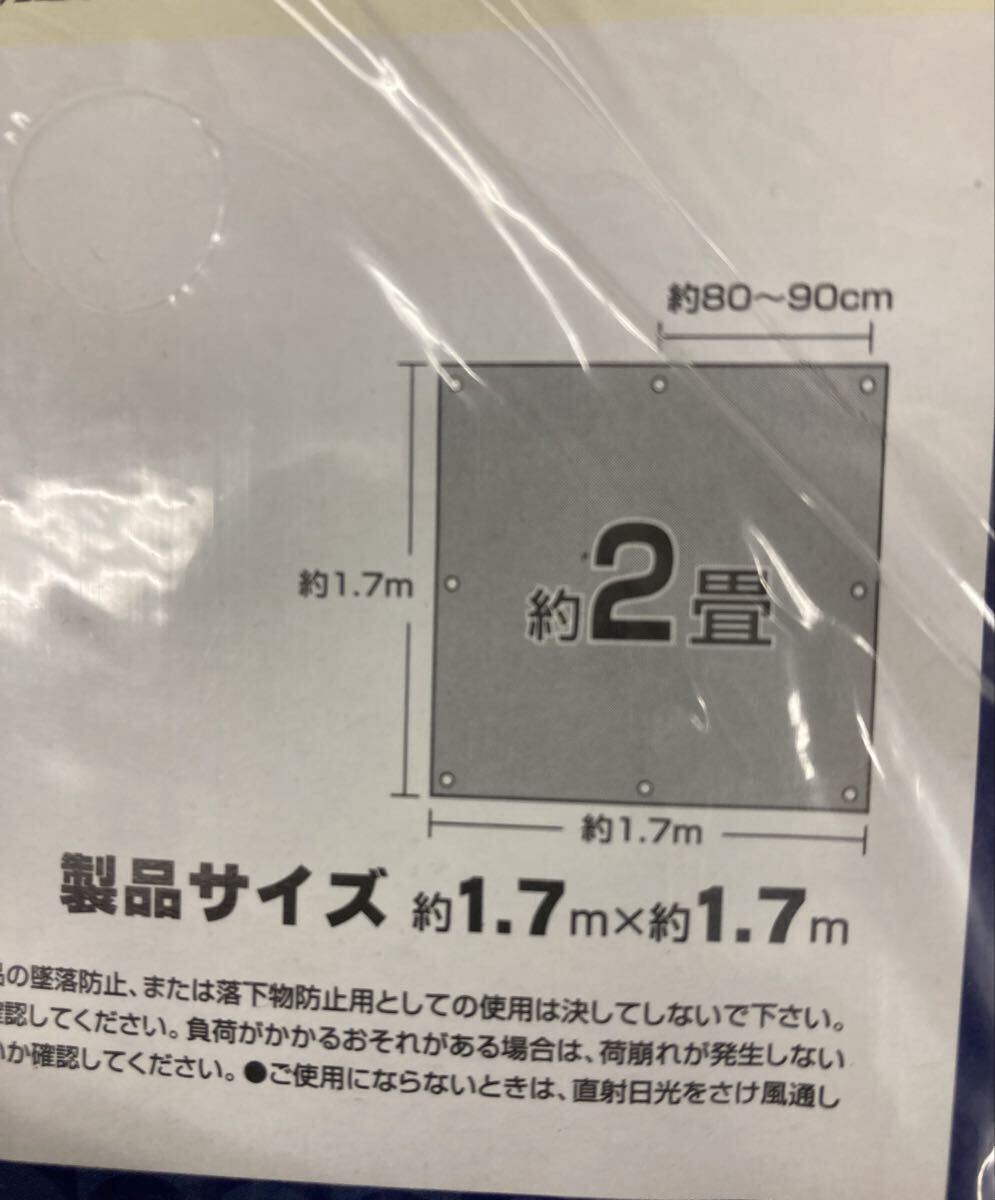 約80～90cm
約1.7m
約2畳
約1.7m
製品サイズ 約1.7m×約1.7m
の墜落防止、または落下物防止用としての使用は決してしないで下さい。
認してください。負荷がかかるおそれがある場合は、荷崩れが発生しない
か確認してください。●ご使用にならないときは、直射日光をさけ風通し